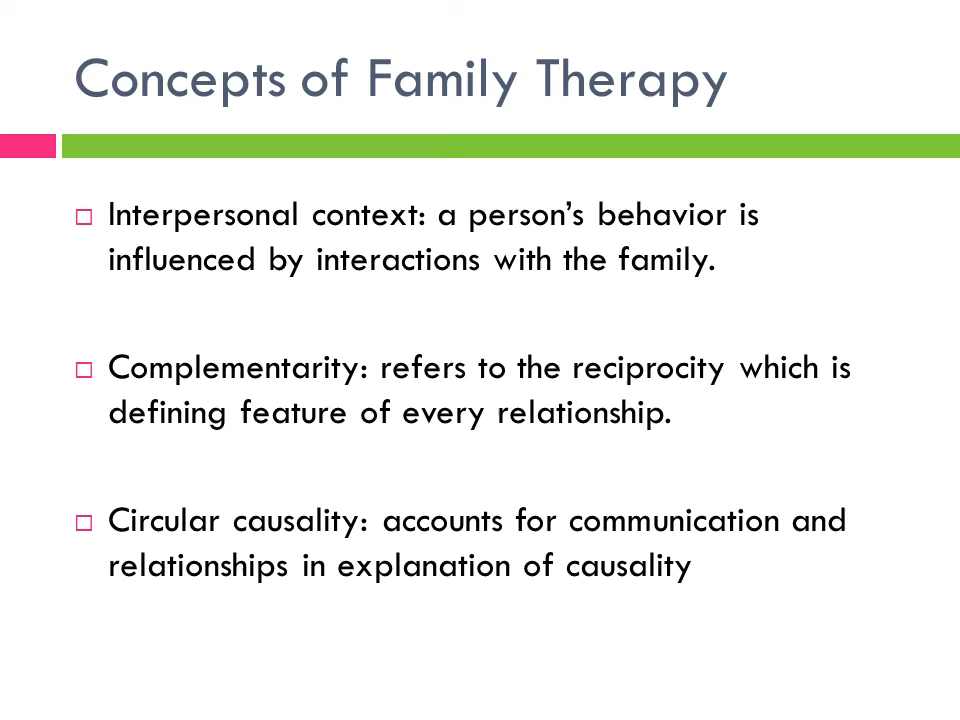 Concepts of Family Therapy
Interpersonal context: a person’s behavior is
influenced by interactions with the family.
Complementarity: refers to the reciprocity which is
defining feature of every relationship.
Circular causality: accounts for communication and
relationships in explanation of causality